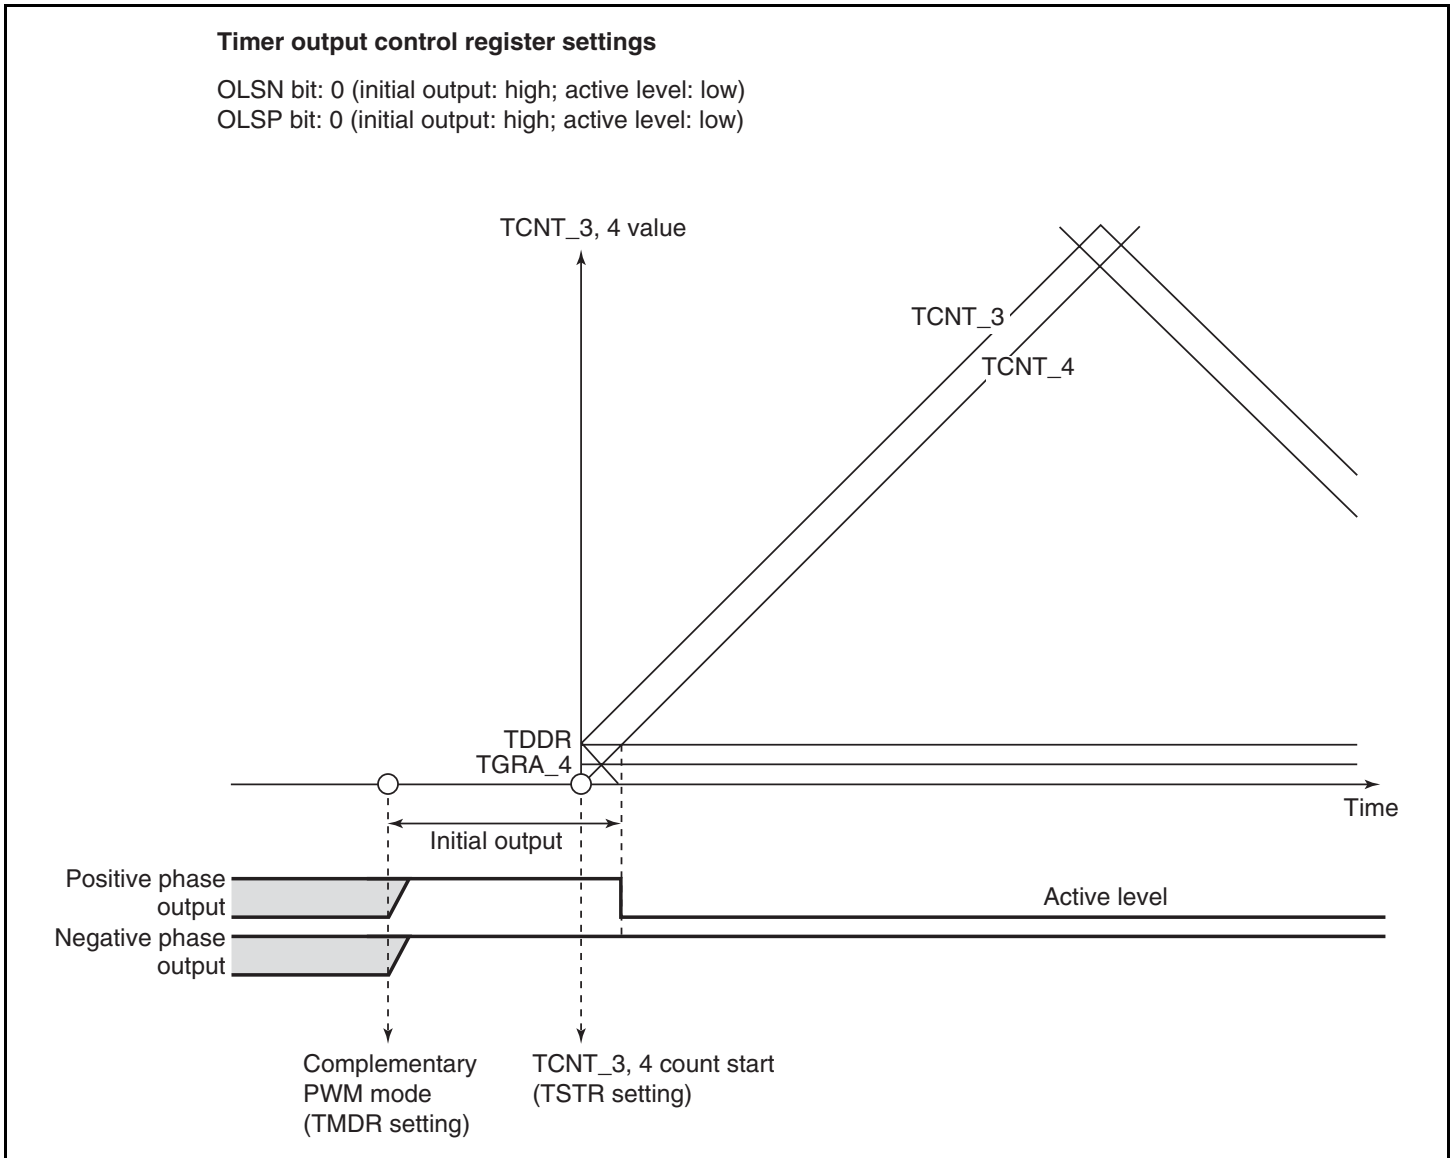 Timer output control register settings
OLSN bit: 0 (initial output: high; active level: low)
OLSP bit: 0 (initial output: high; active level: low)
TCNT_3, 4 value
TCNT_3
TCNT_4
TDDR
TGRA_4
Time
Initial output
Positive phase
output
Active level
Negative phase
output
Complementary
PWM mode
(TMDR setting)
TCNT_3, 4 count start
(TSTR setting)